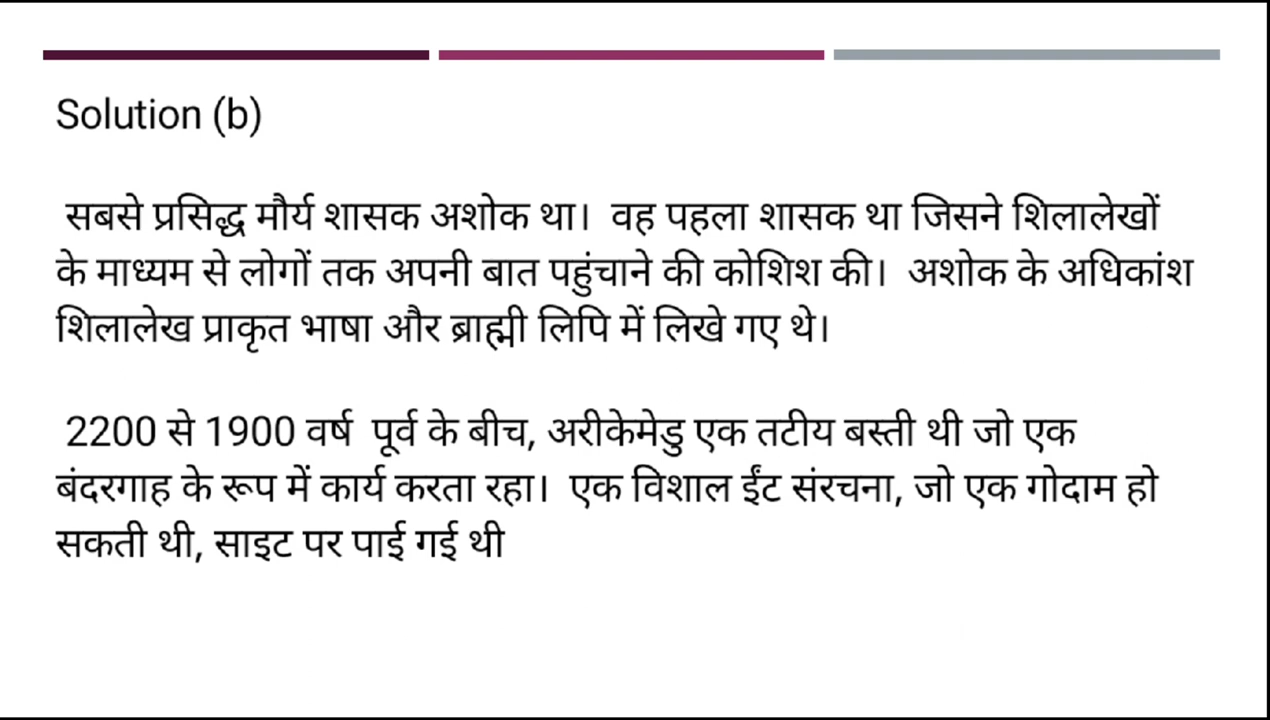 Solution (b)
सबसे प्रसिद्ध मौर्य शासक अशोक था। वह पहला शासक था जिसने शिलालेखों
के माध्यम से लोगों तक अपनी बात पहुंचाने की कोशिश की। अशोक के अधिकांश
शिलालेख प्राकृत भाषा और ब्राह्मी लिपि में लिखे गए थे।
2200 से 1900 वर्ष पूर्व के बीच, अरीकेमेडु एक तटीय बस्ती थी जो एक
बंदरगाह के रूप में कार्य करता रहा। एक विशाल ईंट संरचना, जो एक गोदाम हो
सकती थी, साइट पर पाई गई थी